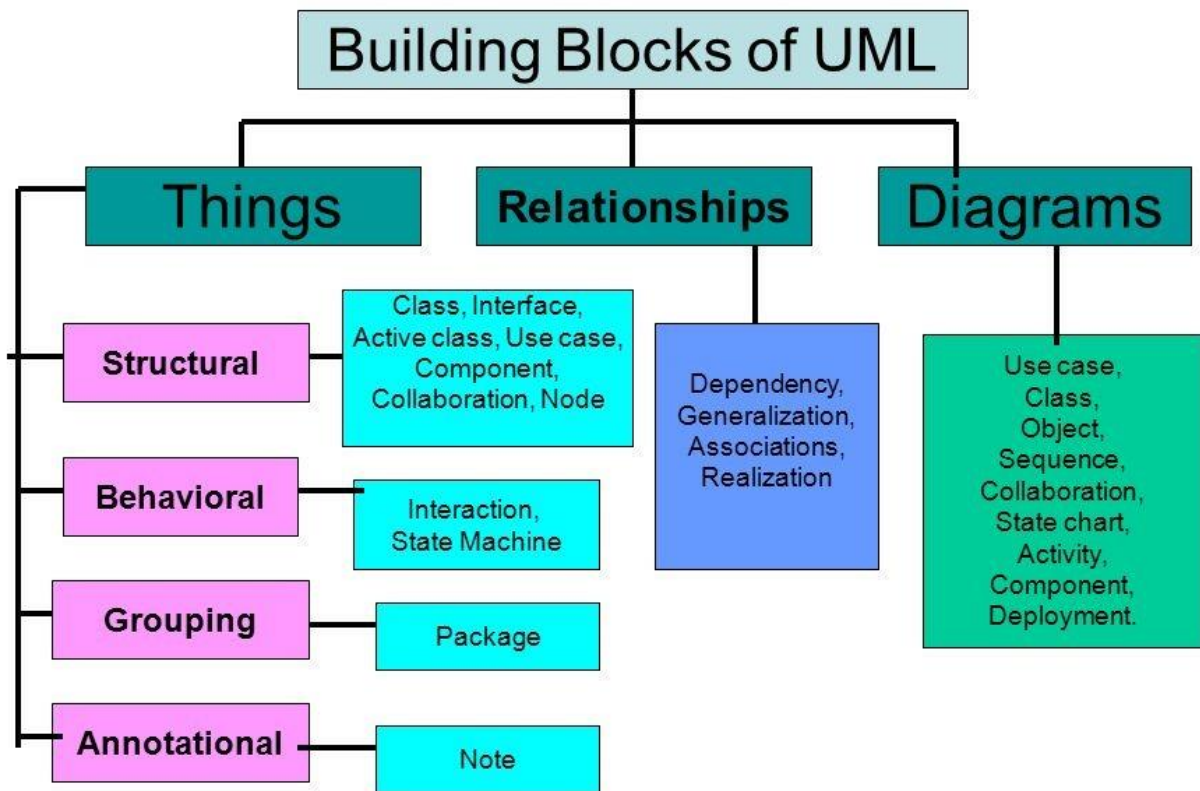 Building Blocks of UML
Things
Relationships
Diagrams
Structural
Class, Interface,
Active class, Use case,
Component,
Collaboration, Node
Behavioral
Interaction,
State Machine
Grouping
Package
Annotational
Note
Dependency,
Generalization,
Associations,
Realization
Use case,
Class,
Object,
Sequence,
Collaboration,
State chart,
Activity,
Component,
Deployment.